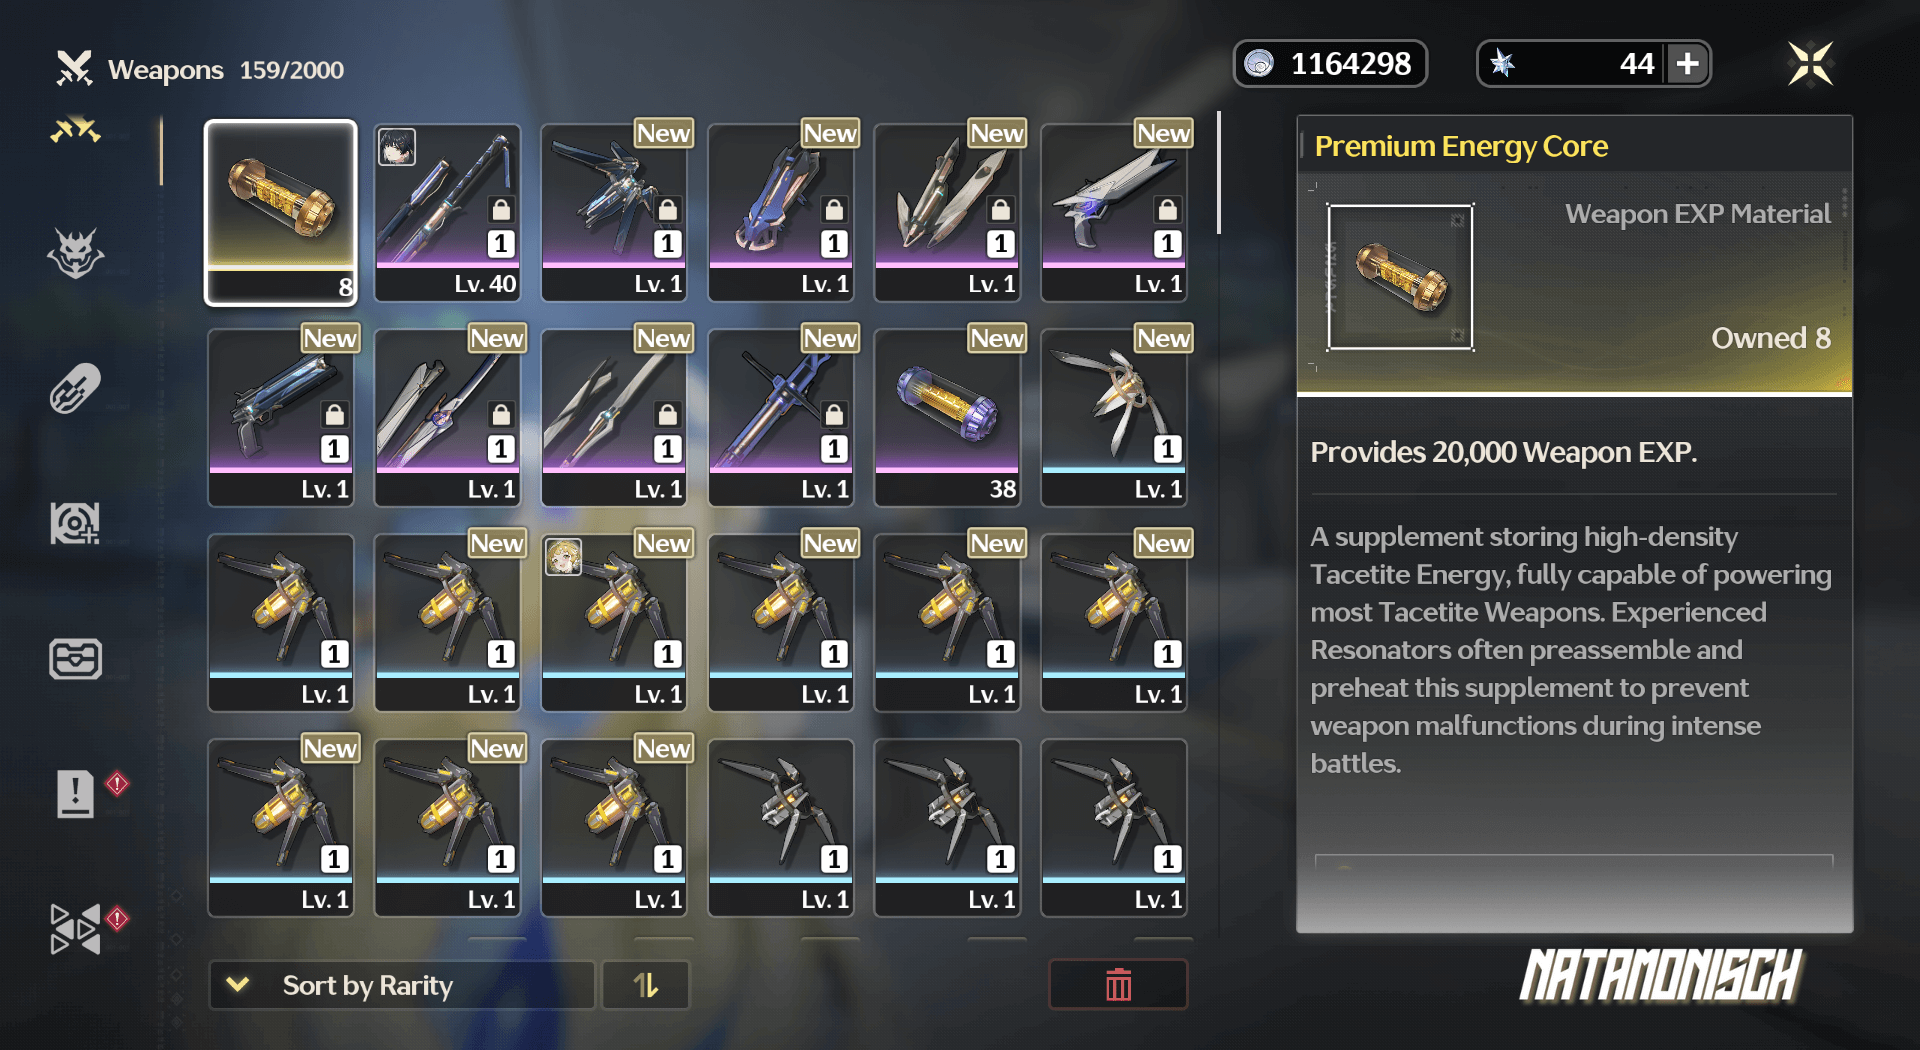 Weapons 159/2000
1164298
44
8
1
Lv. 40
New
1
Lv. 1
New
1
Lv. 1
New
1
Lv. 1
New
1
Lv. 1
New
1
Lv. 1
New
1
Lv. 1
New
1
Lv. 1
New
1
Lv. 1
New
38
New
1
Lv. 1
1
Lv. 1
New
1
Lv. 1
New
1
Lv. 1
New
1
Lv. 1
New
1
Lv. 1
New
1
Lv. 1
New
1
Lv. 1
New
1
Lv. 1
New
1
Lv. 1
1
Lv. 1
1
Lv. 1
1
Lv. 1
Sort by Rarity
Premium Energy Core
Weapon EXP Material
Owned 8
Provides 20,000 Weapon EXP.
A supplement storing high-density
Tacetite Energy, fully capable of powering
most Tacetite Weapons. Experienced
Resonators often preassemble and
preheat this supplement to prevent
weapon malfunctions during intense
battles.
NATAMONISCH